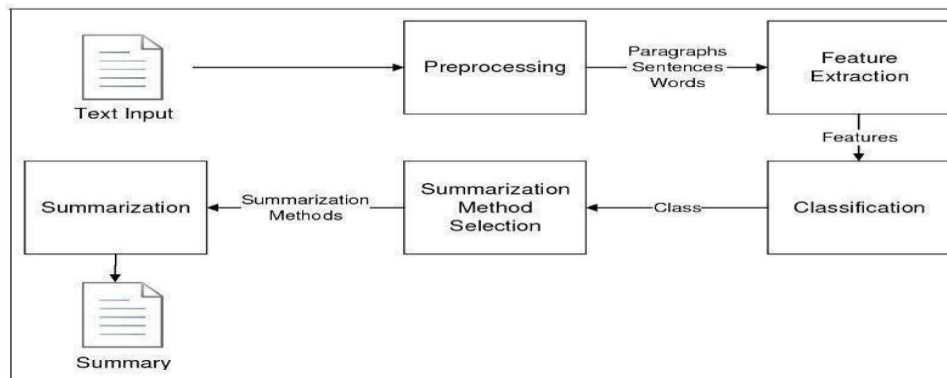 Text Input
Preprocessing
Paragraphs
Sentences
Words
Feature
Extraction
Features
Classification
Class
Summarization
Method
Selection
Summarization
Methods
Summarization
Summary